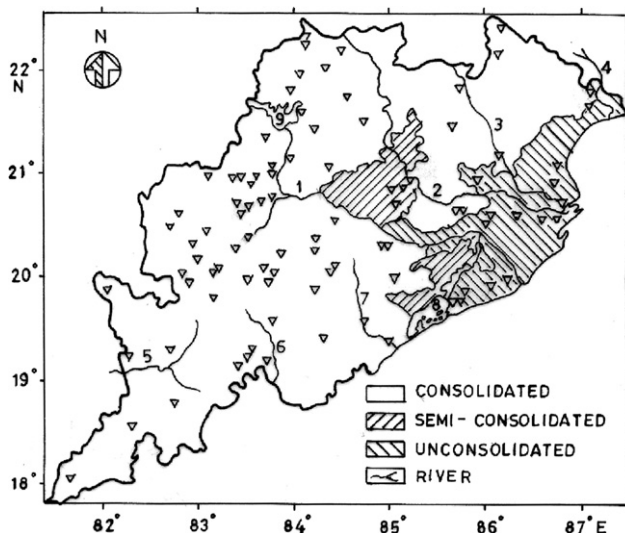 N
22°
N
21°
20°
19°
18°
4
9
3
1
2
8
7
5
6
CONSOLIDATED
SEMI-CONSOLIDATED
UNCONSOLIDATED
RIVER
82° 83° 84° 85° 86° 87°E